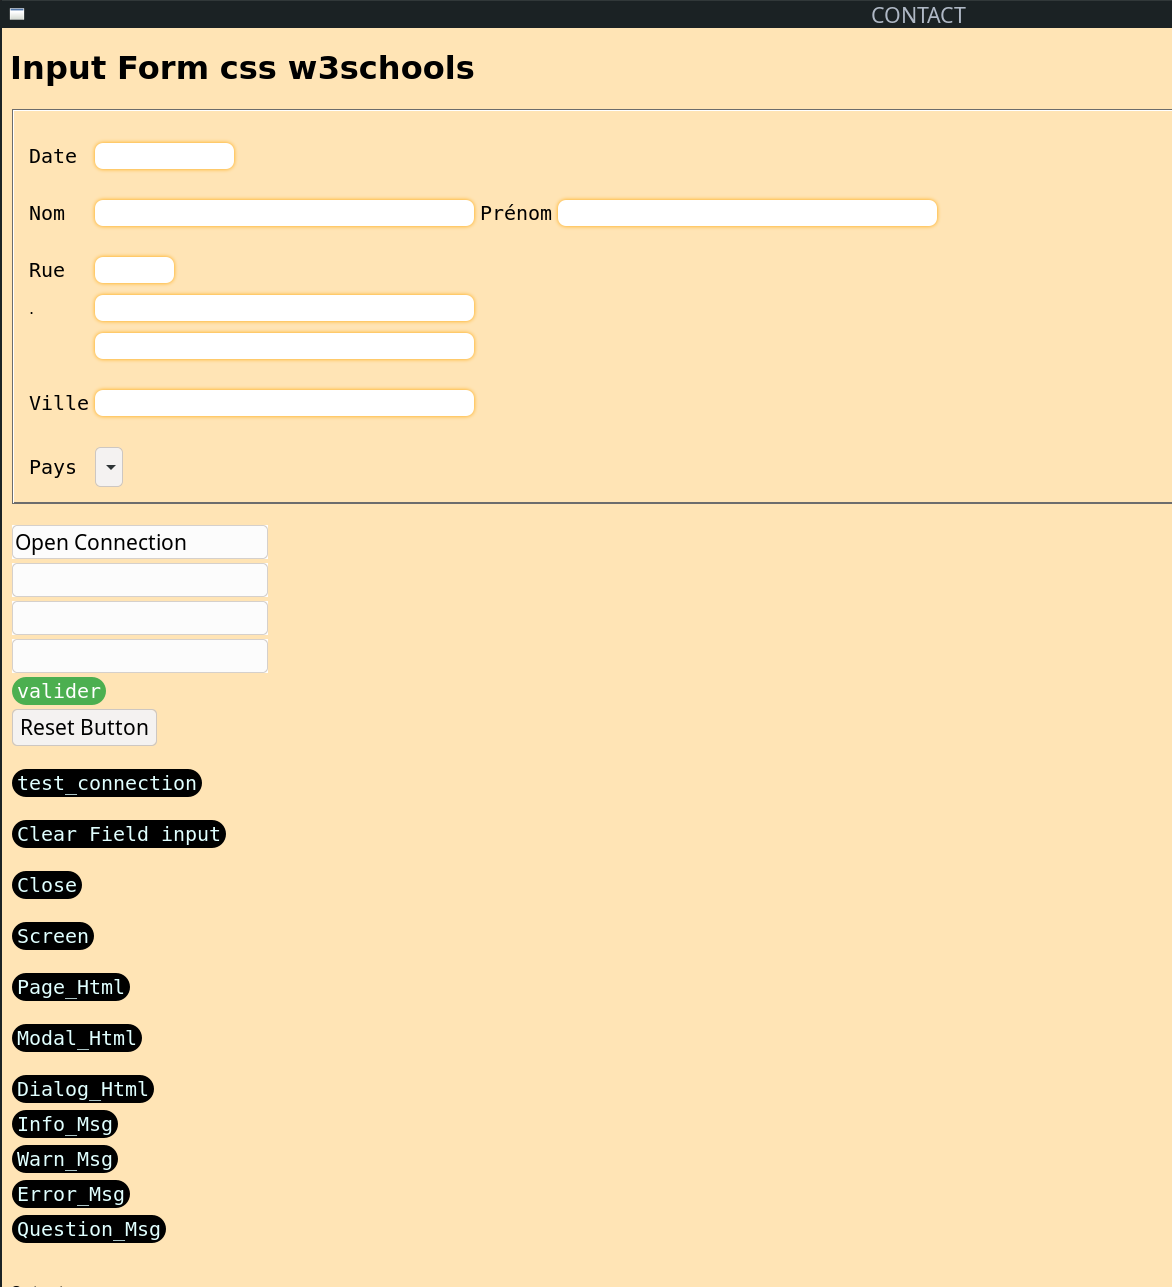 CONTACT
Input Form css w3schools
Date
Nom Prénom
Rue
.
Ville
Pays
Open Connection
valider
Reset Button
test_connection
Clear Field input
Close
Screen
Page_Html
Modal_Html
Dialog_Html
Info_Msg
Warn_Msg
Error_Msg
Question_Msg